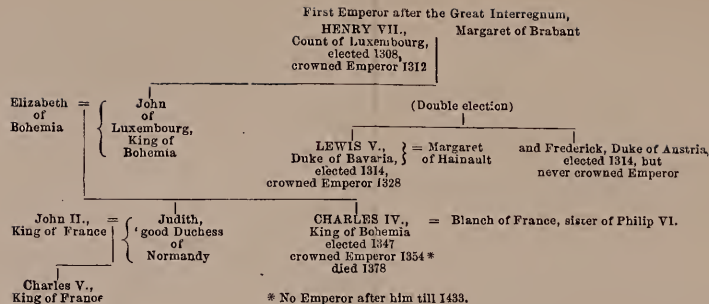 First Emperor after the Great Interregnum,
HENRY VII., Margaret of Brabant
Count of Luxembourg,
elected 1308,
crowned Emperor 1312
Elizabeth = John
of of
Bohemia Luxembourg,
King of
Bohemia
(Double election)
LEWIS V., = Margaret
Duke of Bavaria, of Hainault
elected 1314,
crowned Emperor 1328
and Frederick, Duke of Austria,
elected 1314, but
never crowned Emperor
John II., = Judith,
King of France 'good Duchess
of
Normandy
CHARLES IV., = Blanch of France, sister of Philip VI.
King of Bohemia
elected 1347
crowned Emperor 1354 *
died 1378
Charles V.,
King of France
* No Emperor after him till 1433.